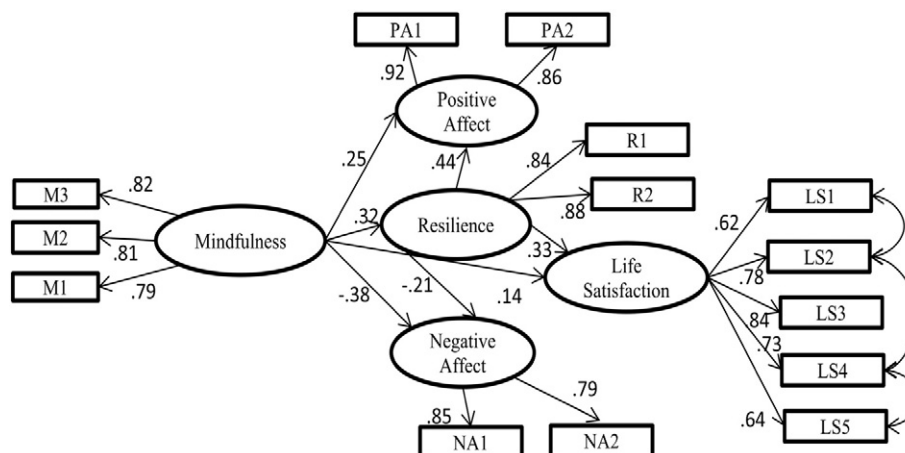 PA1
PA2
.92
.86
Positive
Affect
.25
.44
.84
R1
M3
.82
.88
R2
LS1
M2
.81
Mindfulness
.32
Resilience
.62
.33
LS2
M1
.79
Life
Satisfaction
.78
-.38
-.21
.14
.84
LS3
.73
Negative
Affect
LS4
.79
.64
.85
LS5
NA1
NA2